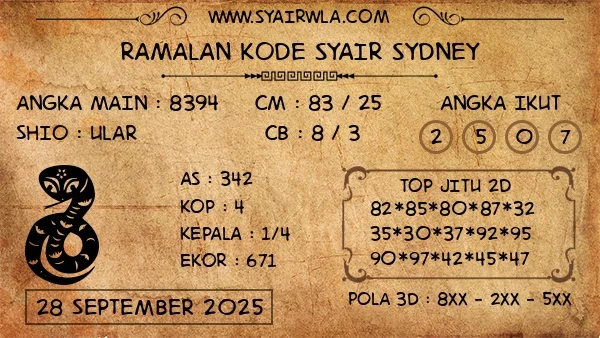 WWW.SYAIRWLA.COM
RAMALAN KODE SYAIR SYDNEY
ANGKA MAIN : 8394
CM : 83 / 25
ANGKA IKUT
SHIO : ULAR
CB : 8 / 3
2 5 0 7
AS : 342
KOP : 4
KEPALA : 1/4
EKOR : 671
TOP JITU 2D
82*85*80*87*32
35*30*37*92*95
90*97*42*45*47
28 SEPTEMBER 2025
POLA 3D : 8XX - 2XX - 5XX